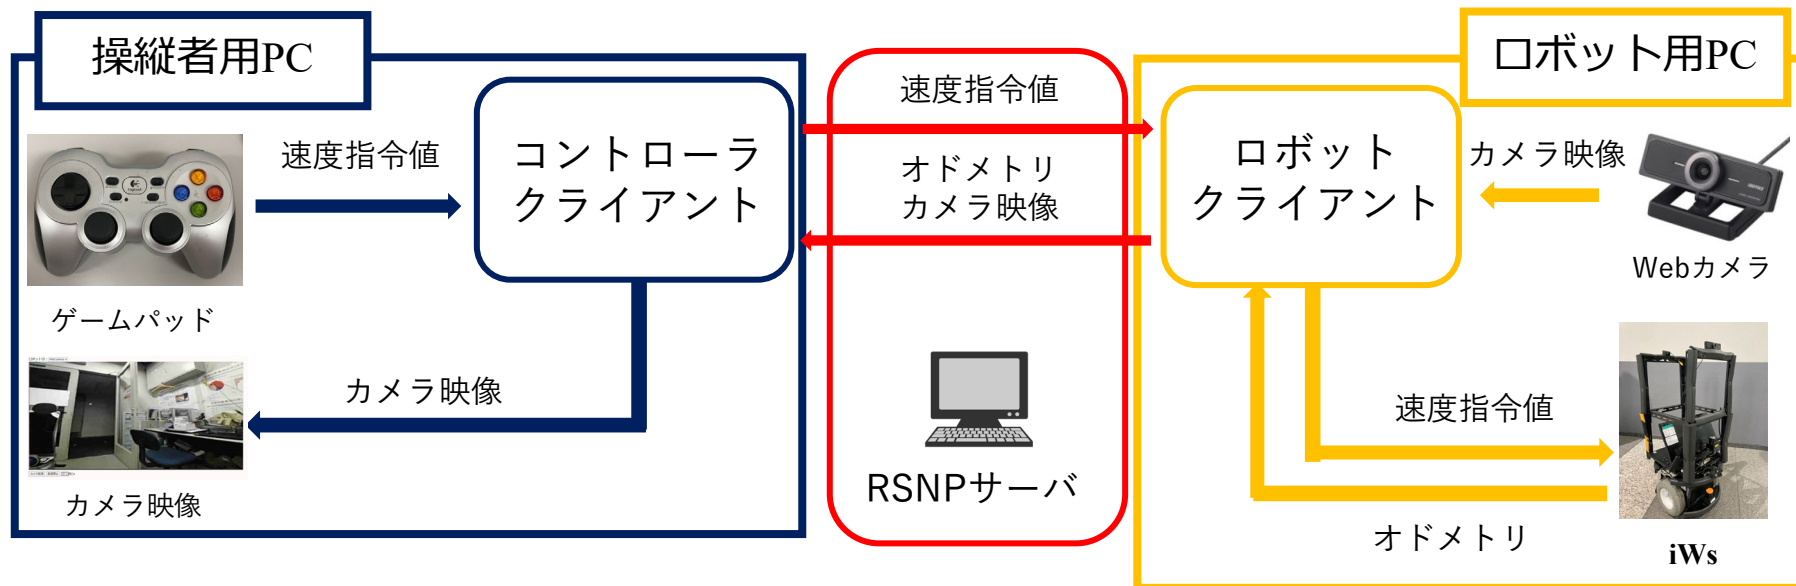 操縦者用PC
ロボット用PC
速度指令値
コントローラ
クライアント
ゲームパッド
カメラ映像
カメラ映像
速度指令値
オドメトリ
カメラ映像
RSNPサーバ
ロボット
クライアント
カメラ映像
Webカメラ
速度指令値
オドメトリ
iWs